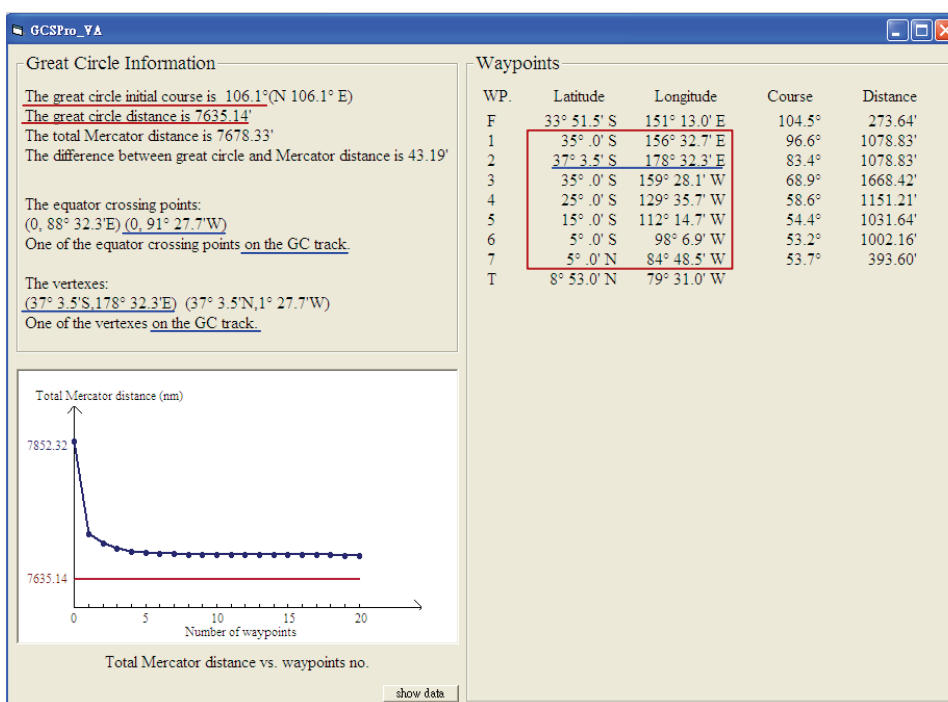 GCSPro_VA
Great Circle Information
The great circle initial course is 106.1°(N 106.1° E)
The great circle distance is 7635.14'
The total Mercator distance is 7678.33'
The difference between great circle and Mercator distance is 43.19'
The equator crossing points:
(0, 88° 32.3'E) (0, 91° 27.7'W)
One of the equator crossing points on the GC track.
The vertexes:
(37° 3.5'S,178° 32.3'E) (37° 3.5'N,1° 27.7'W)
One of the vertexes on the GC track.
Total Mercator distance (nm)
7852.32
7635.14
0 5 10 15 20
Number of waypoints
Total Mercator distance vs. waypoints no.
show data
Waypoints
WP. Latitude Longitude Course Distance
F 33° 51.5' S 151° 13.0' E 104.5° 273.64'
1 35° .0' S 156° 32.7' E 96.6° 1078.83'
2 37° 3.5' S 178° 32.3' E 83.4° 1078.83'
3 35° .0' S 159° 28.1' W 68.9° 1668.42'
4 25° .0' S 129° 35.7' W 58.6° 1151.21'
5 15° .0' S 112° 14.7' W 54.4° 1031.64'
6 5° .0' S 98° 6.9' W 53.2° 1002.16'
7 5° .0' N 84° 48.5' W 53.7° 393.60'
T 8° 53.0' N 79° 31.0' W